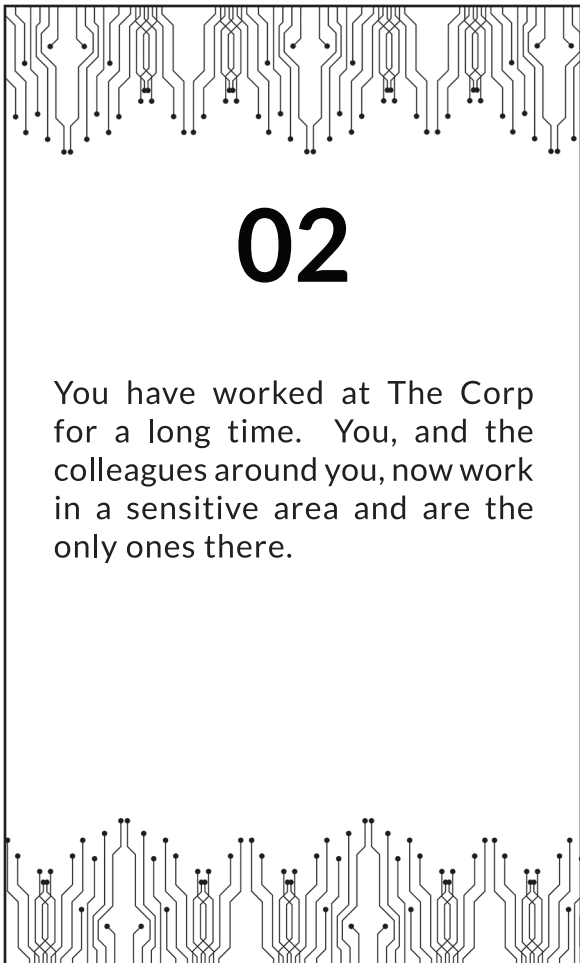 02
You have worked at The Corp
for a long time.  You, and the
colleagues around you, now work
in a sensitive area and are the
only ones there.